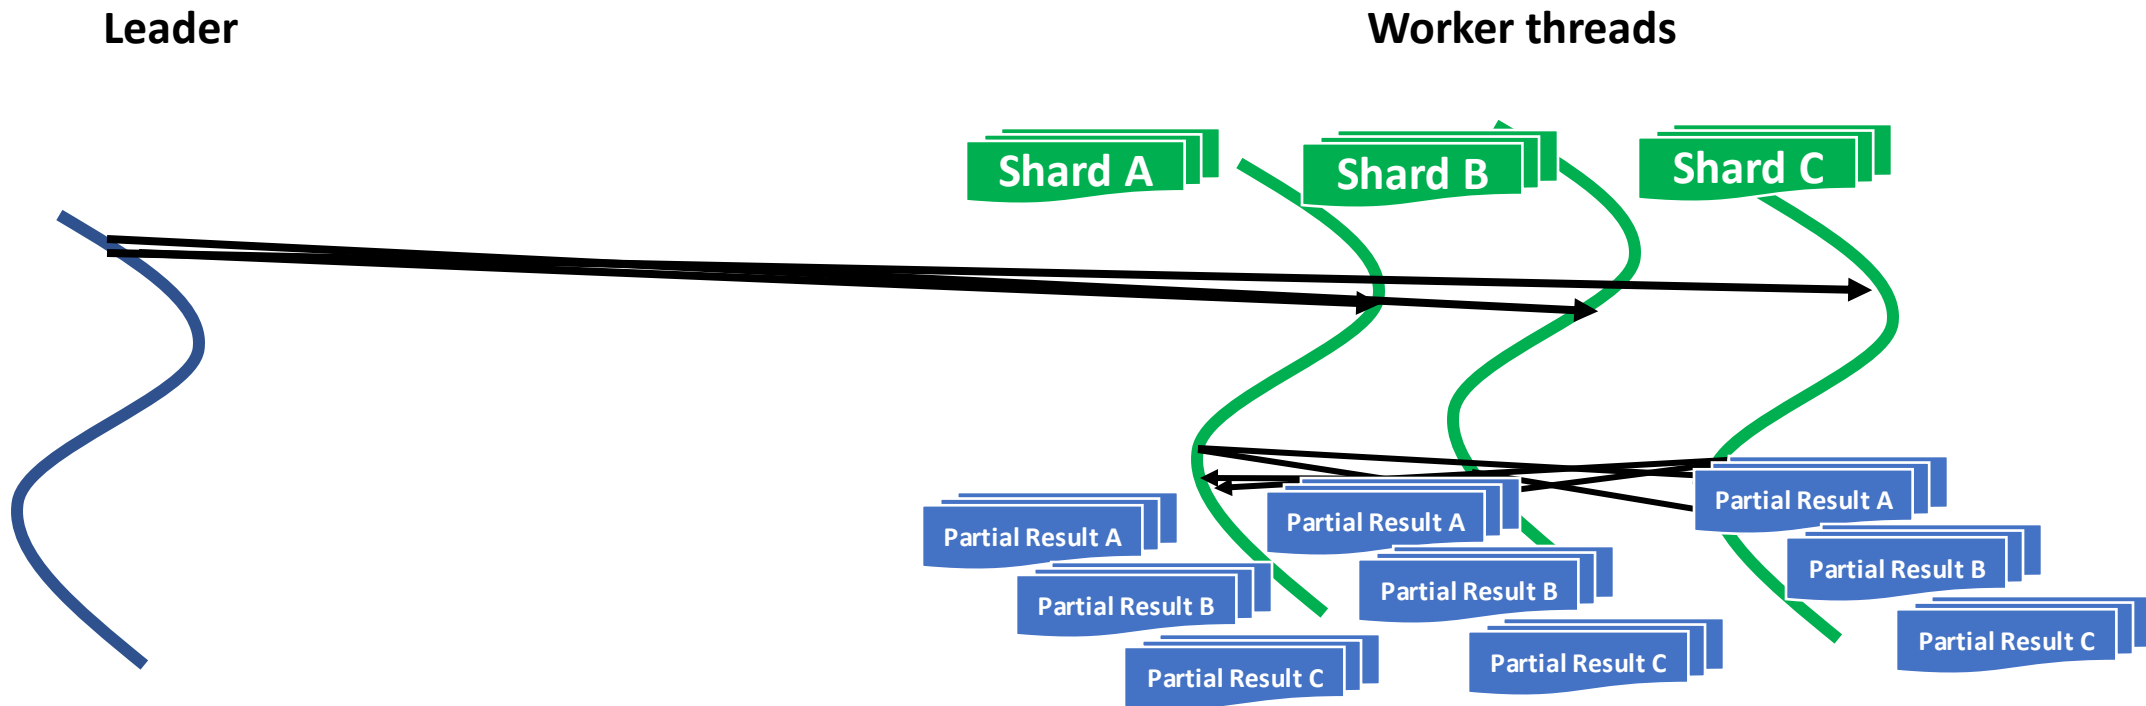 Leader
Worker threads
Shard A
Shard B
Shard C
Partial Result A
Partial Result B
Partial Result C
Partial Result A
Partial Result B
Partial Result C
Partial Result A
Partial Result B
Partial Result C